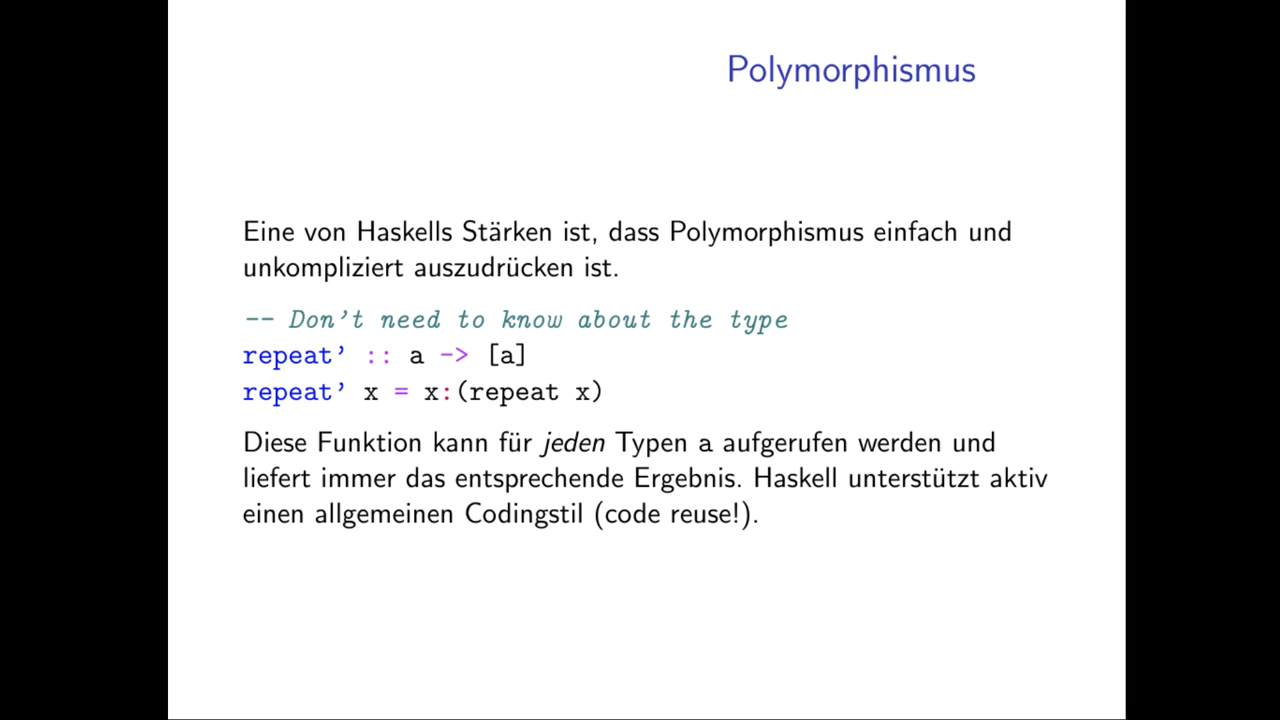 Polymorphismus
Eine von Haskells Stärken ist, dass Polymorphismus einfach und
unkompliziert auszudrücken ist.
-- Don't need to know about the type
repeat' :: a -> [a]
repeat' x = x:(repeat x)
Diese Funktion kann für jeden Typen a aufgerufen werden und
liefert immer das entsprechende Ergebnis. Haskell unterstützt aktiv
einen allgemeinen Codingstil (code reuse!).